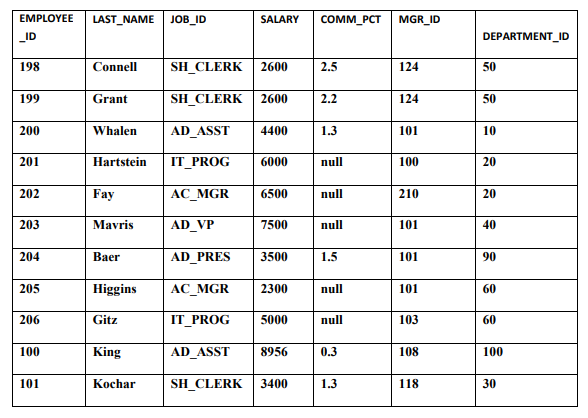 EMPLOYEE _ID LAST_NAME JOB_ID SALARY COMM_PCT MGR_ID DEPARTMENT_ID
198 Connell SH_CLERK 2600 2.5 124 50
199 Grant SH_CLERK 2600 2.2 124 50
200 Whalen AD_ASST 4400 1.3 101 10
201 Hartstein IT_PROG 6000 null 100 20
202 Fay AC_MGR 6500 null 210 20
203 Mavris AD_VP 7500 null 101 40
204 Baer AD_PRES 3500 1.5 101 90
205 Higgins AC_MGR 2300 null 101 60
206 Gitz IT_PROG 5000 null 103 60
100 King AD_ASST 8956 0.3 108 100
101 Kochar SH_CLERK 3400 1.3 118 30